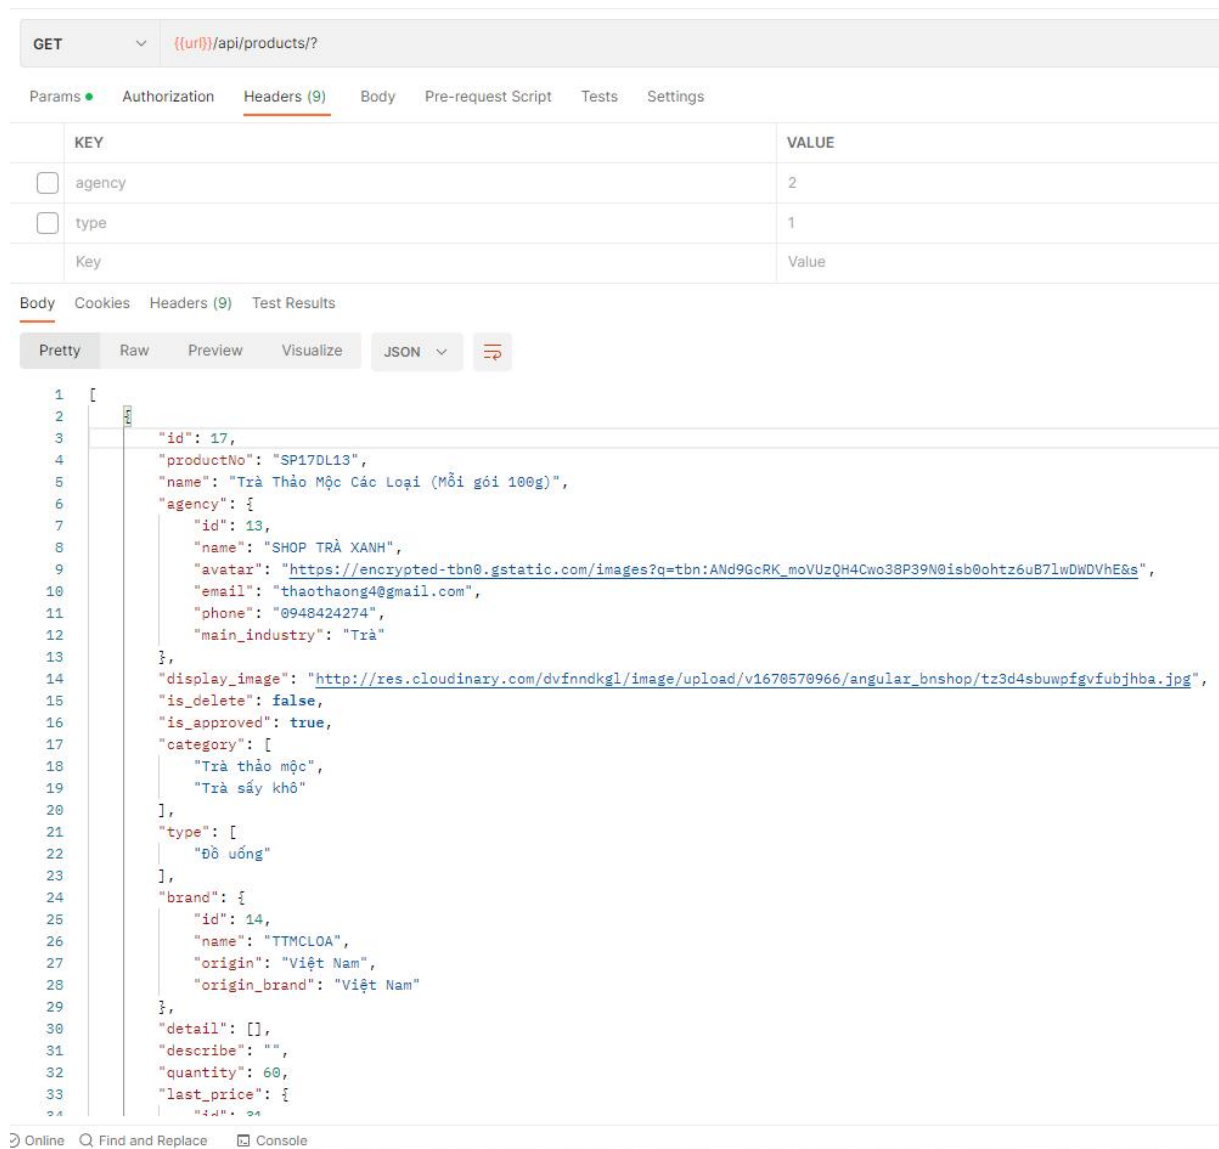 GET {{url}}/api/products/?
Params Authorization Headers (9) Body Pre-request Script Tests Settings
KEY VALUE
agency 2
type 1
Key Value
Body Cookies Headers (9) Test Results
Pretty Raw Preview Visualize JSON
1 [
2 {
3 "id": 17,
4 "productNo": "SP17DL13",
5 "name": "Trà Thảo Mộc Các Loại (Mỗi gói 100g)",
6 "agency": {
7 "id": 13,
8 "name": "SHOP TRÀ XANH",
9 "avatar": "https://encrypted-tbn0.gstatic.com/images?q=tbn:ANd9GcRK_moVUzQH4Cwo38P39N0isb0ohtz6uB7lwDWDVhE&s",
10 "email": "thaothaong4@gmail.com",
11 "phone": "0948424274",
12 "main_industry": "Trà"
13 },
14 "display_image": "http://res.cloudinary.com/dvfnndkgl/image/upload/v1670570966/angular_bnshop/tz3d4sbuwpfgvfubjhba.jpg",
15 "is_delete": false,
16 "is_approved": true,
17 "category": [
18 "Trà thảo mộc",
19 "Trà sấy khô"
20 ],
21 "type": [
22 "Đồ uống"
23 ],
24 "brand": {
25 "id": 14,
26 "name": "TTMCLOA",
27 "origin": "Việt Nam",
28 "origin_brand": "Việt Nam"
29 },
30 "detail": [],
31 "describe": "",
32 "quantity": 60,
33 "last_price": {
34 "id": 31
Online Find and Replace Console